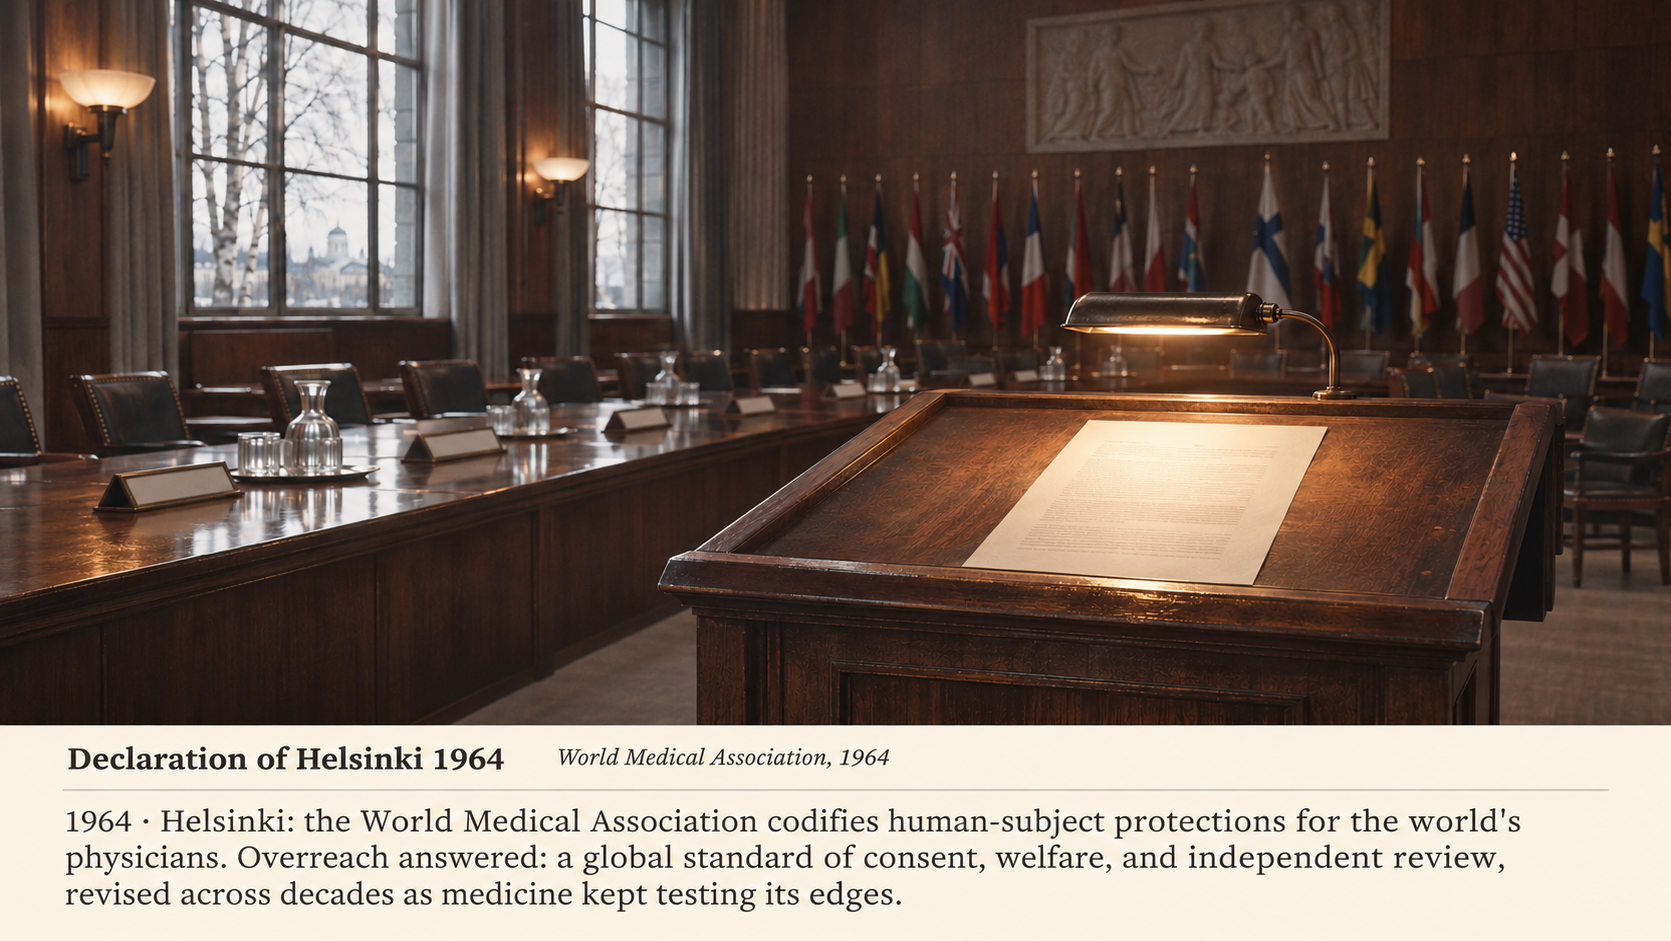 Declaration of Helsinki 1964
World Medical Association, 1964
1964 · Helsinki: the World Medical Association codifies human-subject protections for the world's
physicians. Overreach answered: a global standard of consent, welfare, and independent review,
revised across decades as medicine kept testing its edges.